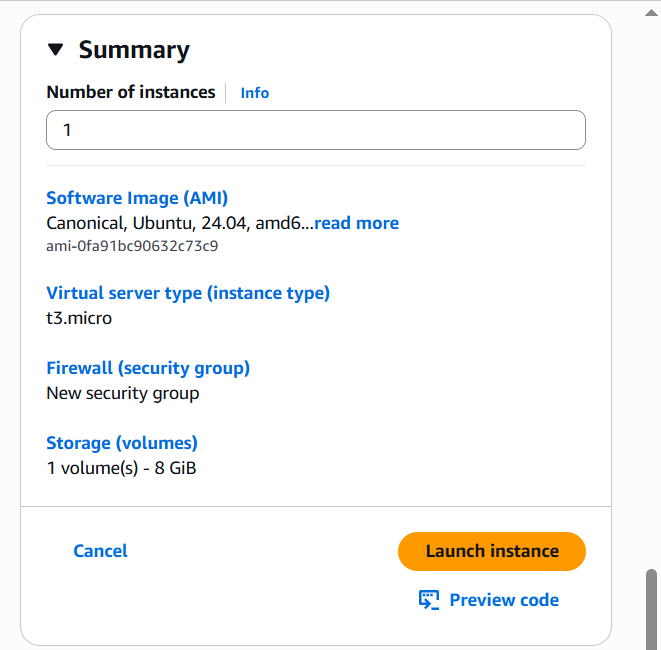 Summary
Number of instances Info
1
Software Image (AMI)
Canonical, Ubuntu, 24.04, amd6...read more
ami-0fa91bc90632c73c9
Virtual server type (instance type)
t3.micro
Firewall (security group)
New security group
Storage (volumes)
1 volume(s) - 8 GiB
Cancel
Launch instance
Preview code